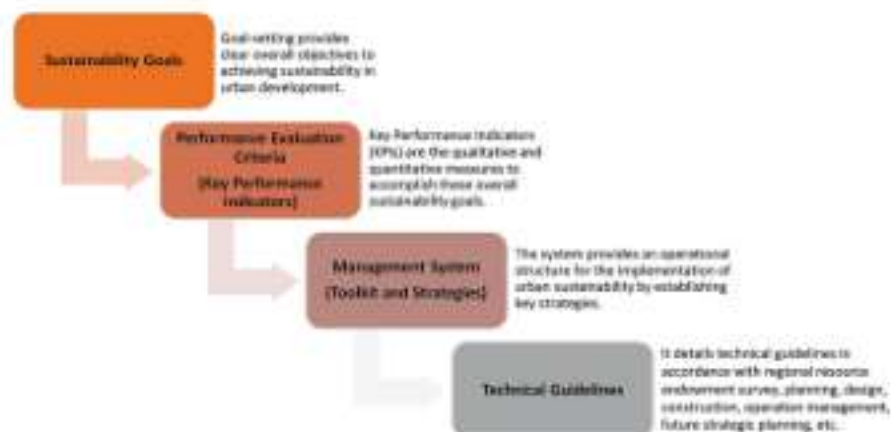 Sustainability Goals
Goal-setting provides
clear overall objectives to
achieving sustainability in
urban development.
Performance Evaluation
Criteria
(Key Performance
Indicators)
Key Performance Indicators
(KPIs) are the qualitative and
quantitative measures to
accomplish these overall
sustainability goals.
Management System
(Toolkit and Strategies)
The system provides an operational
structure for the implementation of
urban sustainability by establishing
key strategies.
Technical Guidelines
It details technical guidelines in
accordance with regional resource
endowment survey, planning, design,
construction, operation management,
future strategic planning, etc.